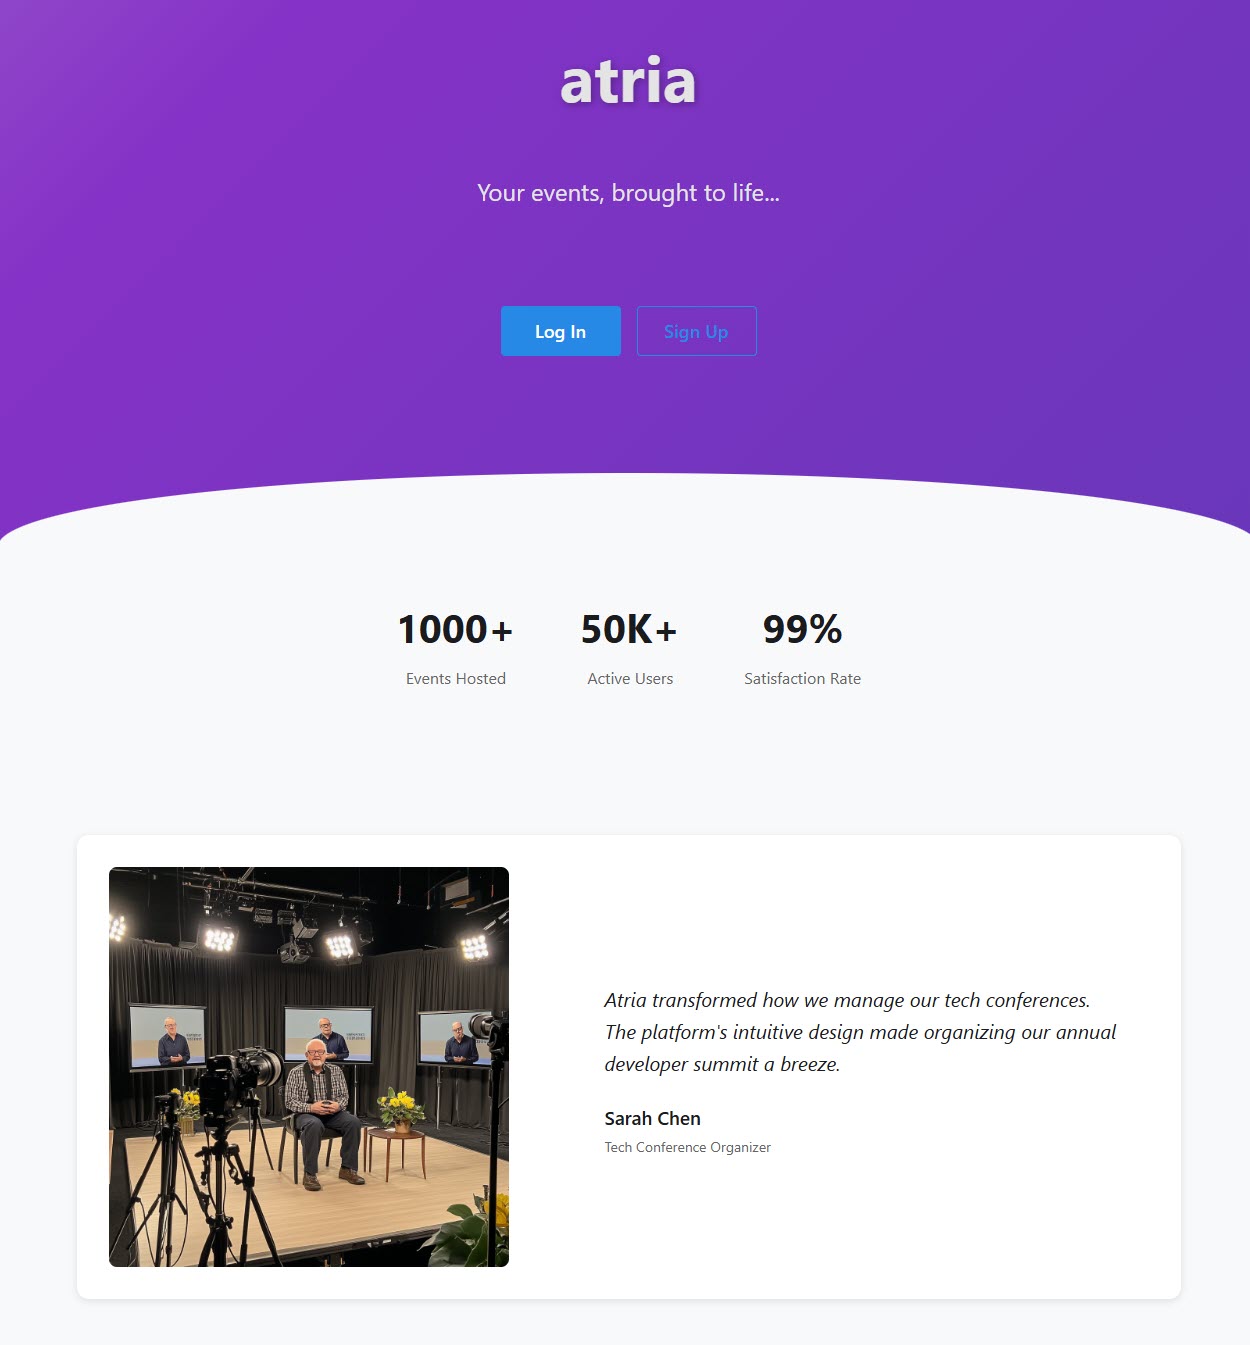 atria
Your events, brought to life...
Log In
Sign Up
1000+
50K+
99%
Events Hosted
Active Users
Satisfaction Rate
Atria transformed how we manage our tech conferences.
The platform's intuitive design made organizing our annual
developer summit a breeze.
Sarah Chen
Tech Conference Organizer